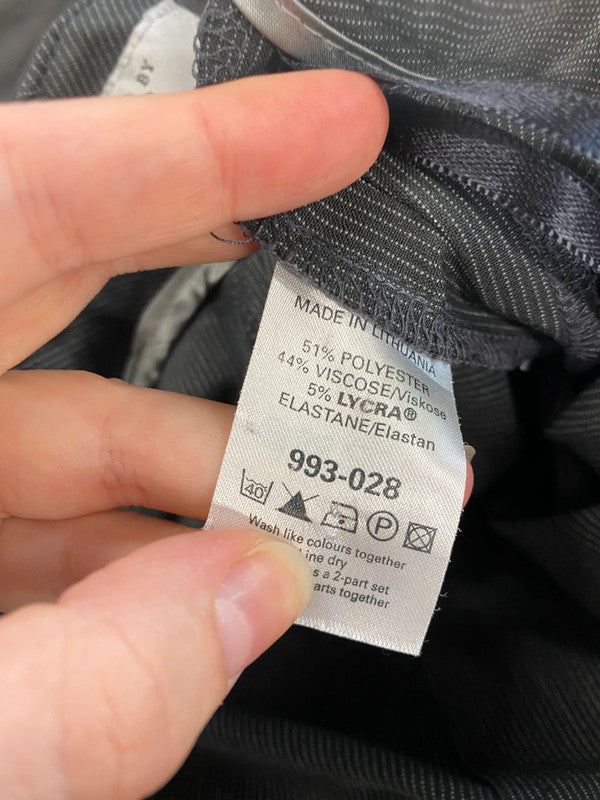 BY
MADE IN LITHUANIA
51% POLYESTER
44% VISCOSE/Viskose
5% LYCRA®
ELASTANE/Elastan
993-028
40 P
Wash like colours together
Line dry
s a 2-part set
arts together